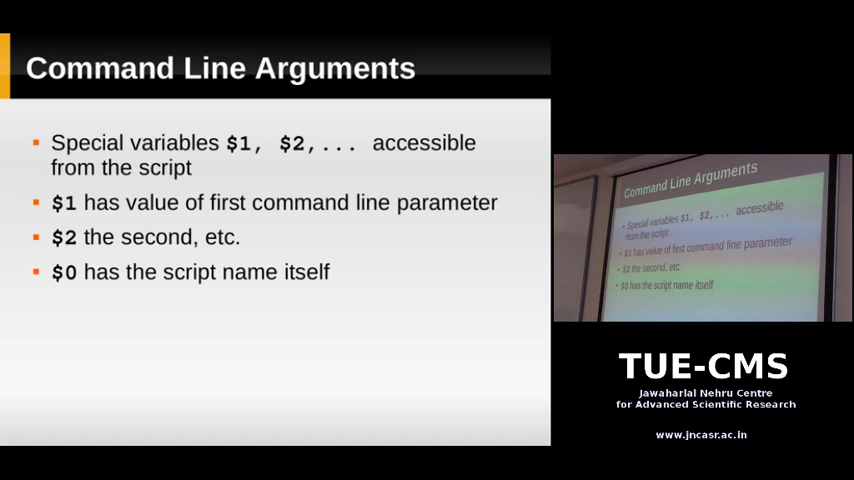 Command Line Arguments
▪ Special variables $1, $2,... accessible
from the script
▪ $1 has value of first command line parameter
▪ $2 the second, etc.
▪ $0 has the script name itself
Command Line Arguments
• Special variables $1, $2,... accessible
from the script
• $1 has value of first command line parameter
• $2 the second, etc.
• $0 has the script name itself
TUE-CMS
Jawaharlal Nehru Centre
for Advanced Scientific Research
www.jncasr.ac.in